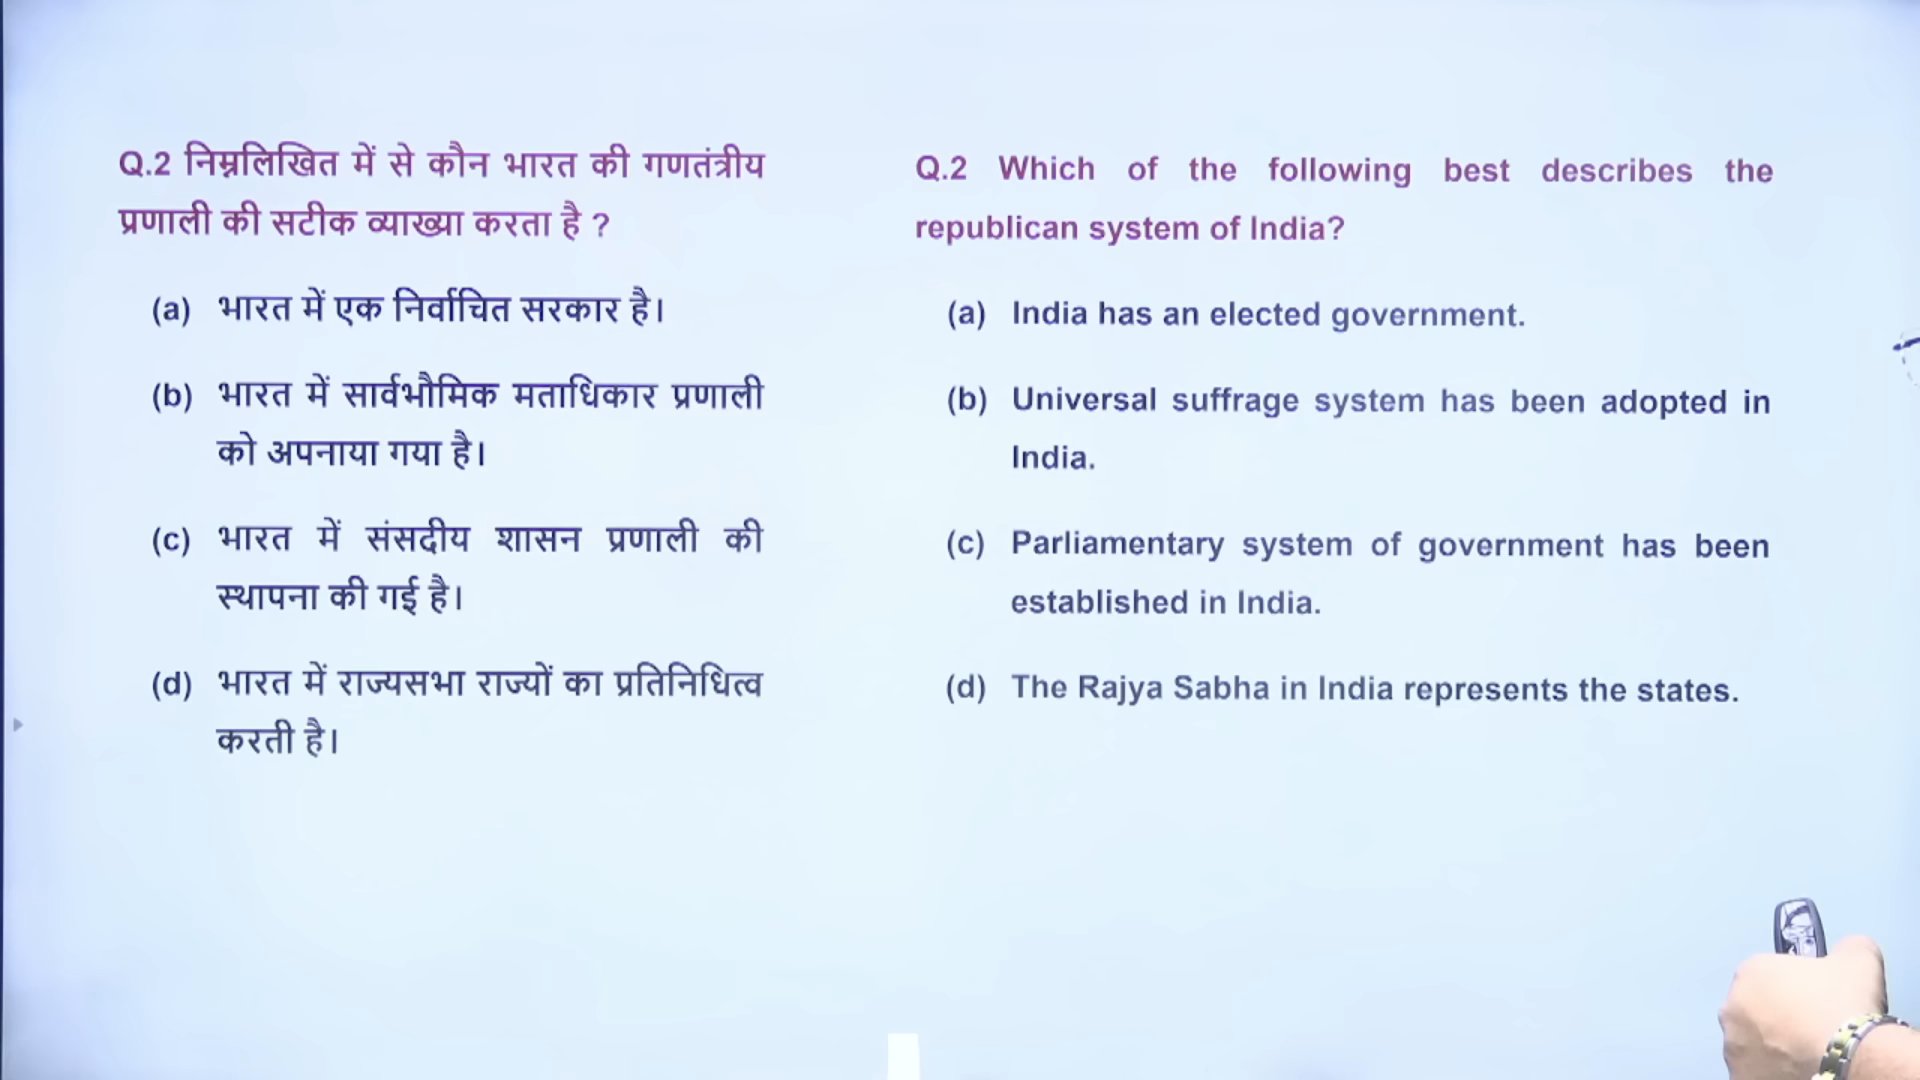 Q.2 निम्नलिखित में से कौन भारत की गणतंत्रीय
प्रणाली की सटीक व्याख्या करता है ?
(a) भारत में एक निर्वाचित सरकार है।
(b) भारत में सार्वभौमिक मताधिकार प्रणाली
को अपनाया गया है।
(c) भारत में संसदीय शासन प्रणाली की
स्थापना की गई है।
(d) भारत में राज्यसभा राज्यों का प्रतिनिधित्व
करती है।
Q.2 Which of the following best describes the
republican system of India?
(a) India has an elected government.
(b) Universal suffrage system has been adopted in
India.
(c) Parliamentary system of government has been
established in India.
(d) The Rajya Sabha in India represents the states.